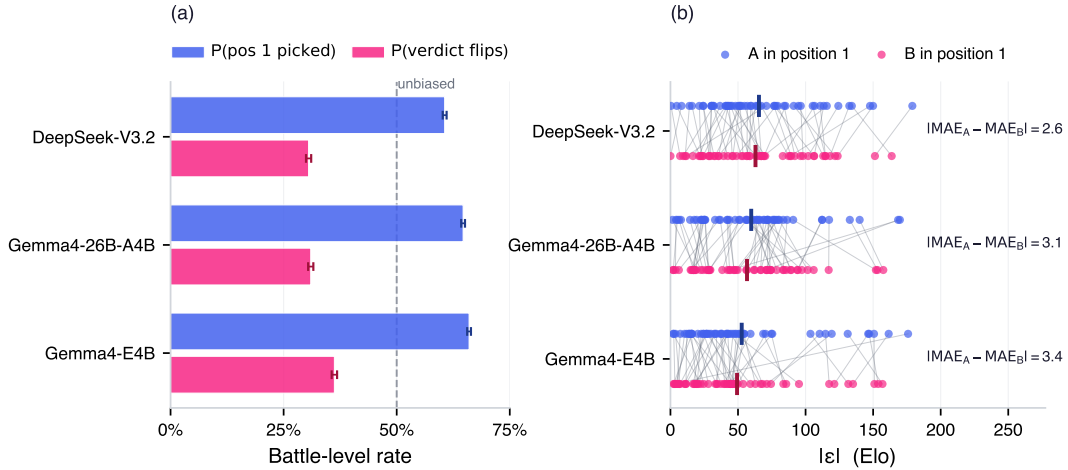 (a)
P(pos 1 picked)
P(verdict flips)
unbiased
DeepSeek-V3.2
Gemma4-26B-A4B
Gemma4-E4B
0%
25%
50%
75%
Battle-level rate
(b)
A in position 1
B in position 1
DeepSeek-V3.2
|MAE_A − MAE_B| = 2.6
Gemma4-26B-A4B
|MAE_A − MAE_B| = 3.1
Gemma4-E4B
|MAE_A − MAE_B| = 3.4
0
50
100
150
200
250
|ε| (Elo)